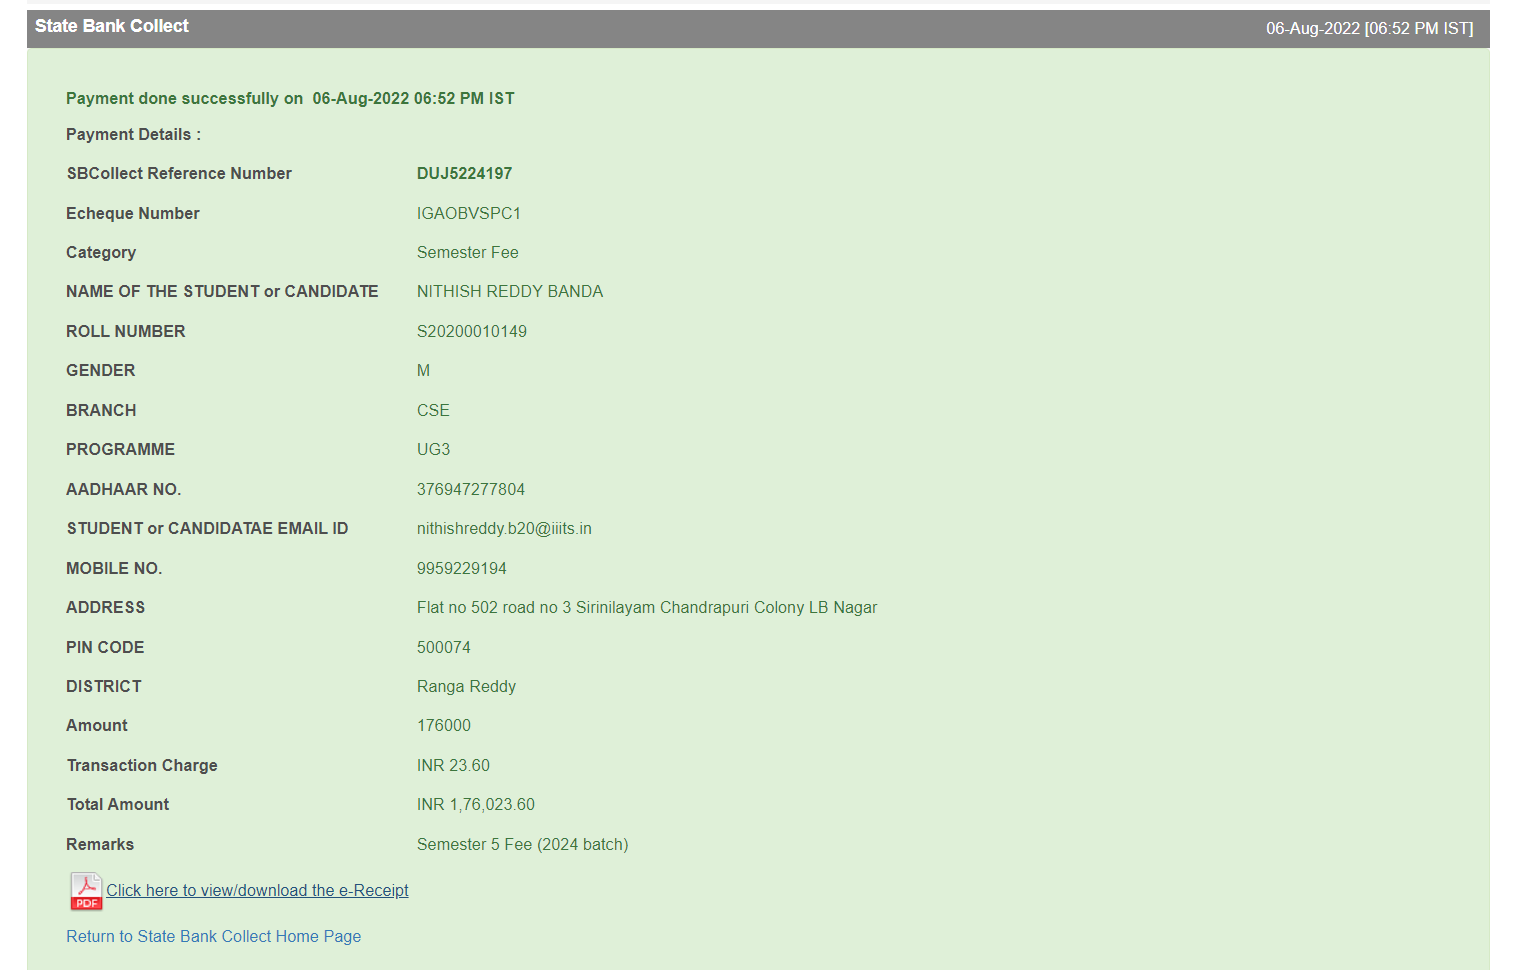 State Bank Collect 06-Aug-2022 [06:52 PM IST]
Payment done successfully on 06-Aug-2022 06:52 PM IST
Payment Details :
SBCollect Reference Number DUJ5224197
Echeque Number IGAOBVSPC1
Category Semester Fee
NAME OF THE STUDENT or CANDIDATE NITHISH REDDY BANDA
ROLL NUMBER S20200010149
GENDER M
BRANCH CSE
PROGRAMME UG3
AADHAAR NO. 376947277804
STUDENT or CANDIDATAE EMAIL ID nithishreddy.b20@iiits.in
MOBILE NO. 9959229194
ADDRESS Flat no 502 road no 3 Sirinilayam Chandrapuri Colony LB Nagar
PIN CODE 500074
DISTRICT Ranga Reddy
Amount 176000
Transaction Charge INR 23.60
Total Amount INR 1,76,023.60
Remarks Semester 5 Fee (2024 batch)
PDF Click here to view/download the e-Receipt
Return to State Bank Collect Home Page